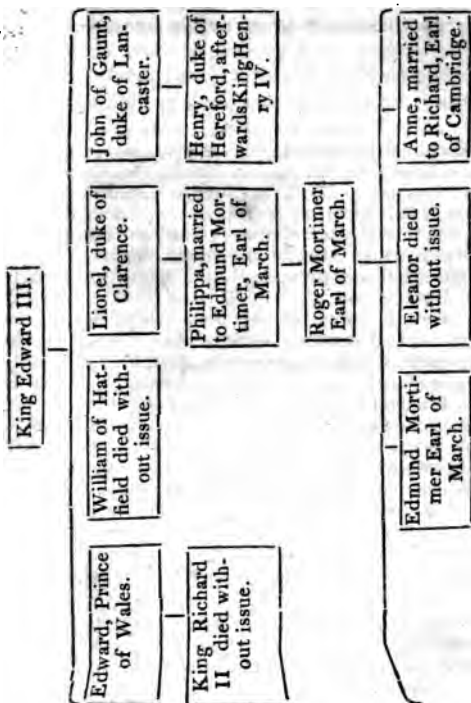 King Edward III.
Edward, Prince
of Wales.
William of Hat-
field died with-
out issue.
Lionel, duke of
Clarence.
John of Gaunt,
duke of Lan-
caster.
King Richard
II died with-
out issue.
Philippa, married
to Edmund Mor-
timer, Earl of
March.
Henry, duke of
Hereford, after-
wardsKingHen-
ry IV.
Roger Mortimer
Earl of March.
Edmund Morti-
mer Earl of
March.
Eleanor died
without issue.
Anne, married
to Richard, Earl
of Cambridge.